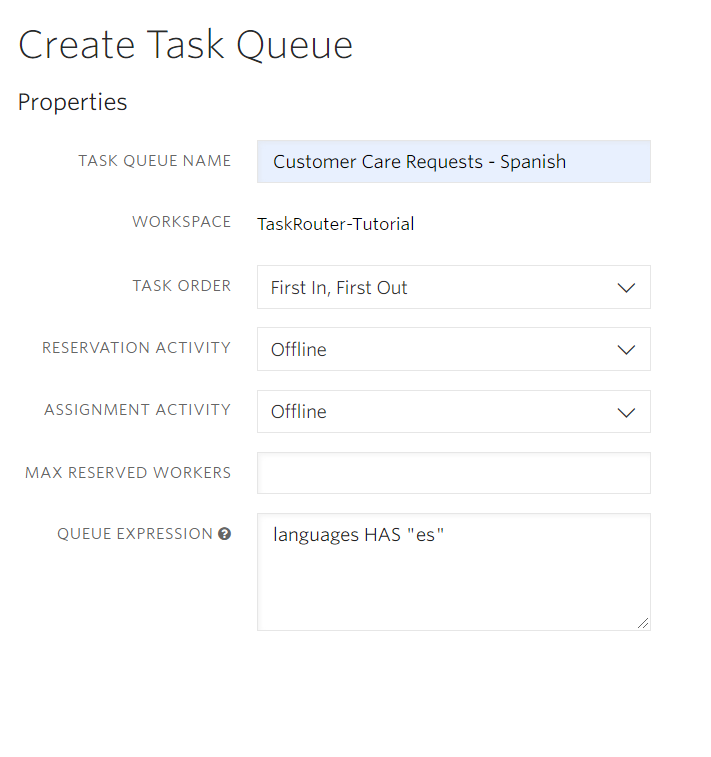 Create Task Queue
Properties
TASK QUEUE NAME Customer Care Requests - Spanish
WORKSPACE TaskRouter-Tutorial
TASK ORDER First In, First Out
RESERVATION ACTIVITY Offline
ASSIGNMENT ACTIVITY Offline
MAX RESERVED WORKERS
QUEUE EXPRESSION ? languages HAS "es"